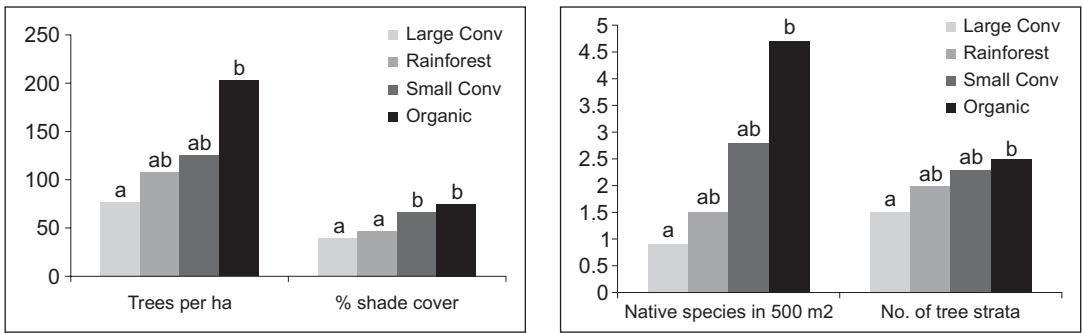 250
200
150
100
50
0
a
ab
ab
b
a
a
b
b
Large Conv
Rainforest
Small Conv
Organic
Trees per ha
% shade cover
5
4.5
4
3.5
3
2.5
2
1.5
1
0.5
0
a
ab
ab
b
a
ab
ab
b
Large Conv
Rainforest
Small Conv
Organic
Native species in 500 m2
No. of tree strata